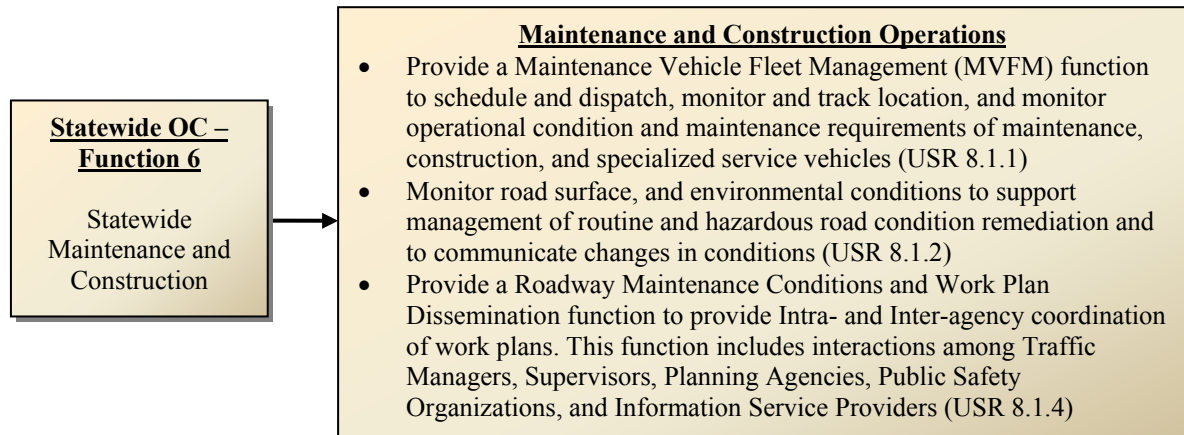 Statewide OC –
Function 6
Statewide
Maintenance and
Construction
Maintenance and Construction Operations
• Provide a Maintenance Vehicle Fleet Management (MVFM) function
to schedule and dispatch, monitor and track location, and monitor
operational condition and maintenance requirements of maintenance,
construction, and specialized service vehicles (USR 8.1.1)
• Monitor road surface, and environmental conditions to support
management of routine and hazardous road condition remediation and
to communicate changes in conditions (USR 8.1.2)
• Provide a Roadway Maintenance Conditions and Work Plan
Dissemination function to provide Intra- and Inter-agency coordination
of work plans. This function includes interactions among Traffic
Managers, Supervisors, Planning Agencies, Public Safety
Organizations, and Information Service Providers (USR 8.1.4)